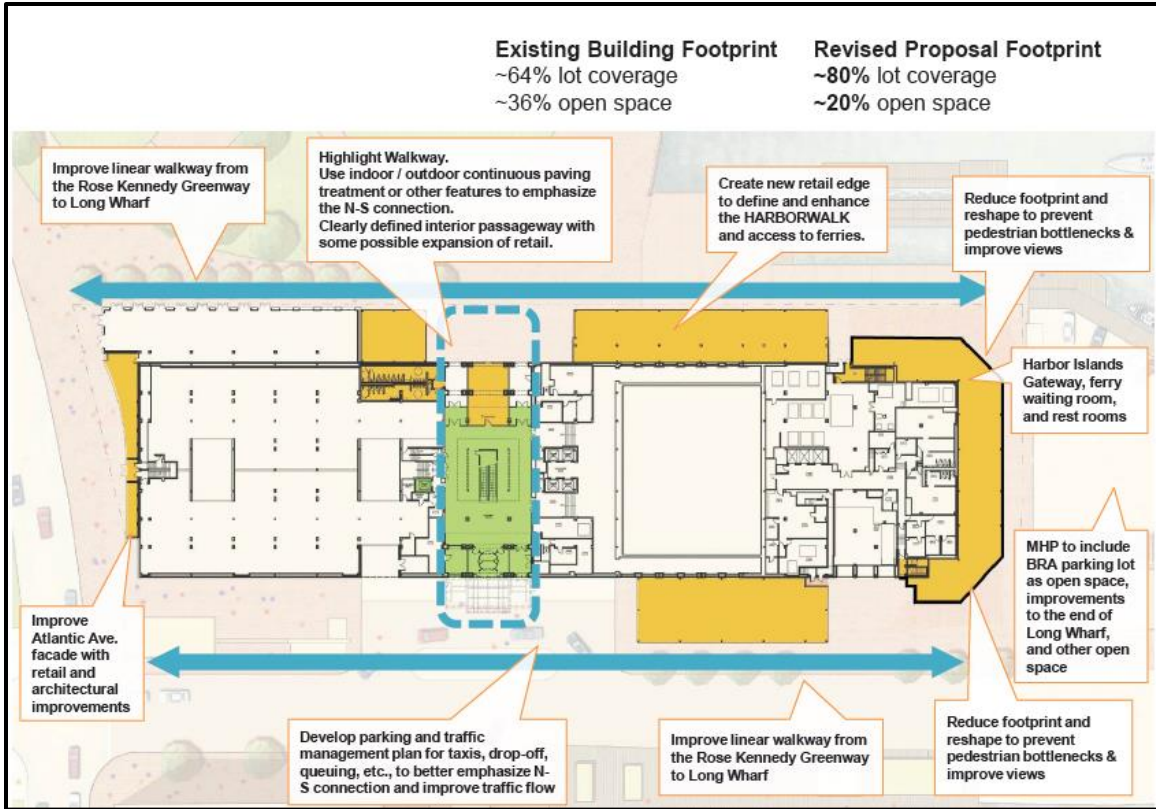 Existing Building Footprint
~64% lot coverage
~36% open space
Revised Proposal Footprint
~80% lot coverage
~20% open space
Improve linear walkway from
the Rose Kennedy Greenway
to Long Wharf
Highlight Walkway.
Use indoor / outdoor continuous paving
treatment or other features to emphasize
the N-S connection.
Clearly defined interior passageway with
some possible expansion of retail.
Create new retail edge
to define and enhance
the HARBORWALK
and access to ferries.
Reduce footprint and
reshape to prevent
pedestrian bottlenecks &
improve views
Harbor Islands
Gateway, ferry
waiting room,
and rest rooms
MHP to include
BRA parking lot
as open space,
improvements
to the end of
Long Wharf,
and other open
space
Improve
Atlantic Ave.
facade with
retail and
architectural
improvements
Develop parking and traffic
management plan for taxis, drop-off,
queuing, etc., to better emphasize N-
S connection and improve traffic flow
Improve linear walkway from
the Rose Kennedy Greenway
to Long Wharf
Reduce footprint and
reshape to prevent
pedestrian bottlenecks &
improve views